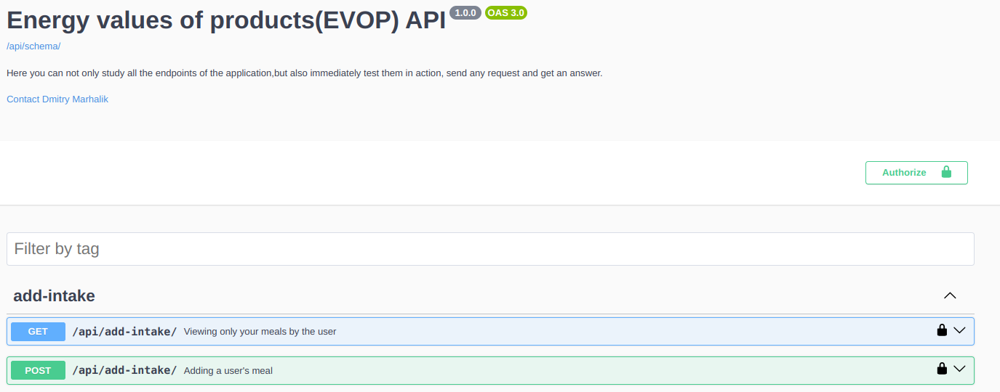 Energy values of products(EVOP) API 1.0.0 OAS 3.0
/api/schema/
Here you can not only study all the endpoints of the application,but also immediately test them in action, send any request and get an answer.
Contact Dmitry Marhalik
Authorize
Filter by tag
add-intake
GET /api/add-intake/ Viewing only your meals by the user
POST /api/add-intake/ Adding a user's meal